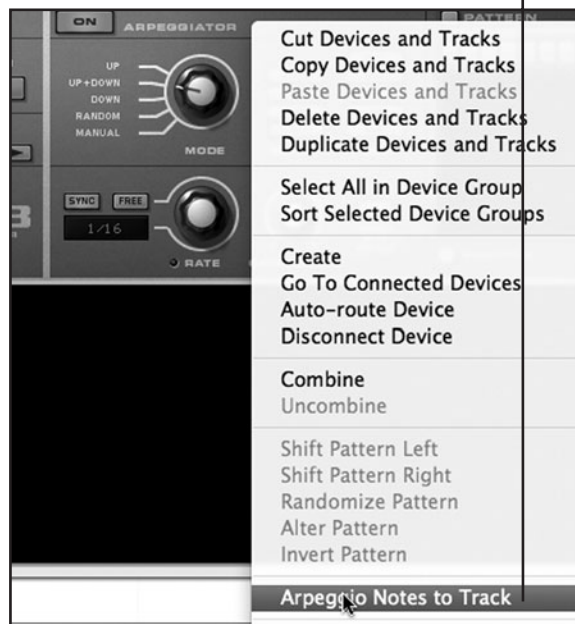 ON ARPEGGIATOR
UP
UP+DOWN
DOWN
RANDOM
MANUAL
MODE
SYNC FREE
1/16
RATE
PATTERN
Cut Devices and Tracks
Copy Devices and Tracks
Paste Devices and Tracks
Delete Devices and Tracks
Duplicate Devices and Tracks
Select All in Device Group
Sort Selected Device Groups
Create
Go To Connected Devices
Auto-route Device
Disconnect Device
Combine
Uncombine
Shift Pattern Left
Shift Pattern Right
Randomize Pattern
Alter Pattern
Invert Pattern
Arpeggio Notes to Track